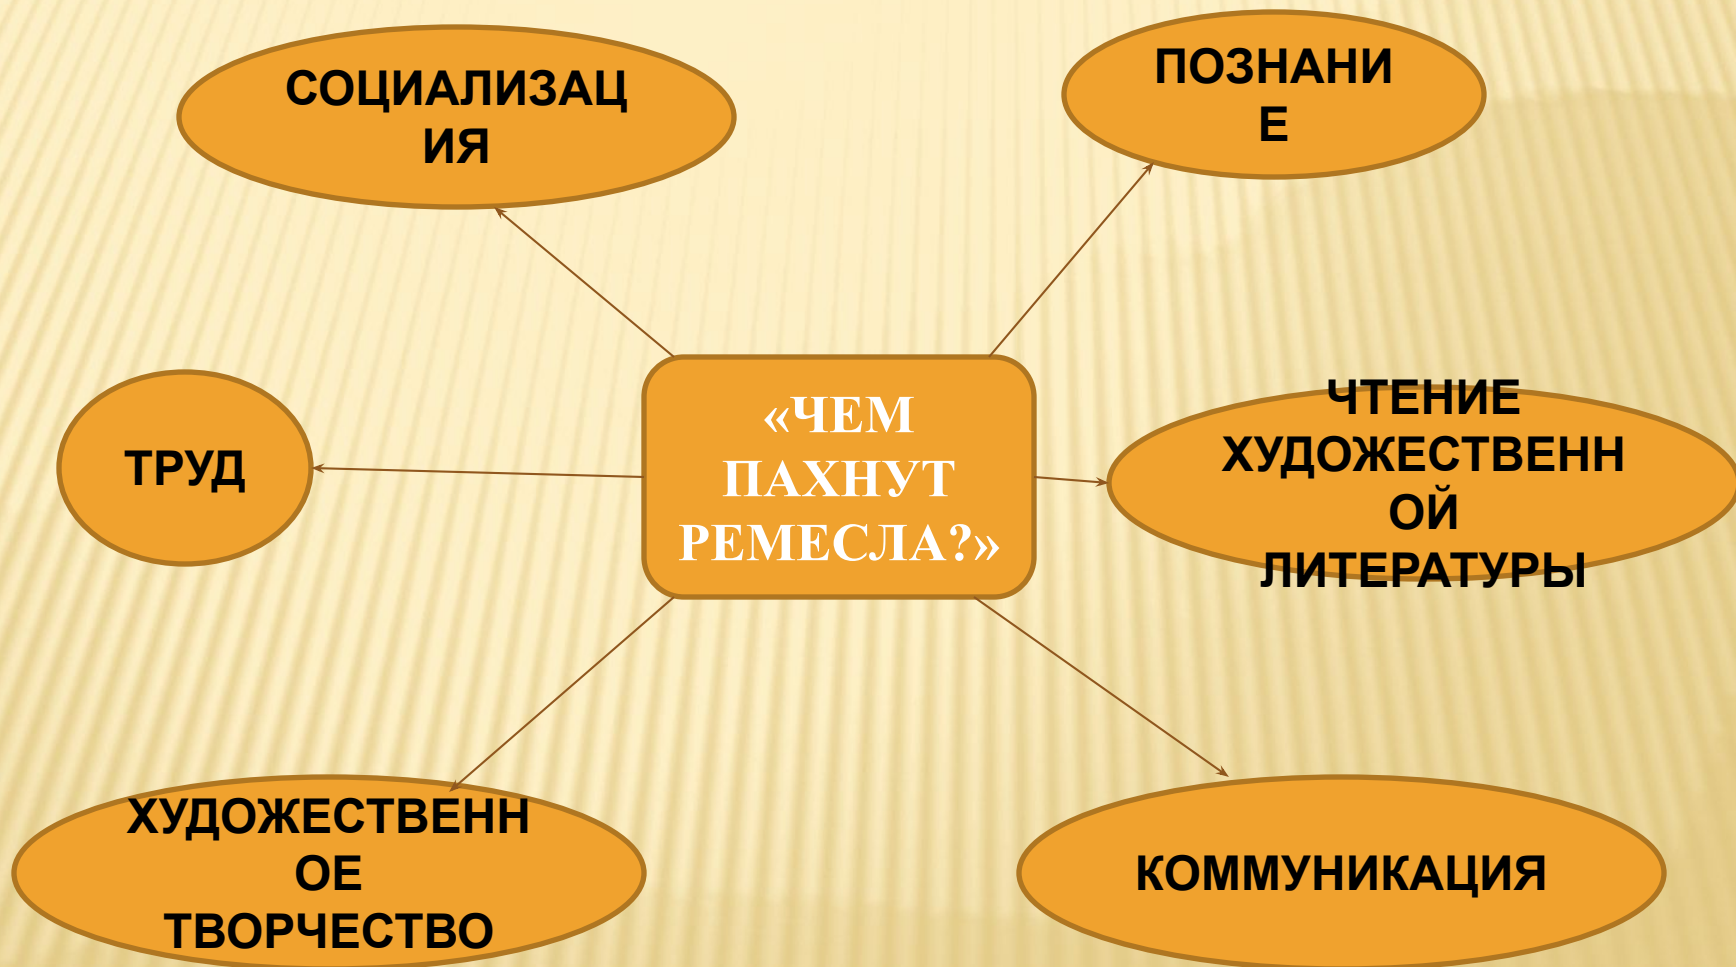 СОЦИАЛИЗАЦ
ИЯ
ПОЗНАНИ
Е
ТРУД
«ЧЕМ
ПАХНУТ
РЕМЕСЛА?»
ЧТЕНИЕ
ХУДОЖЕСТВЕНН
ОЙ
ЛИТЕРАТУРЫ
ХУДОЖЕСТВЕНН
ОЕ
ТВОРЧЕСТВО
КОММУНИКАЦИЯ